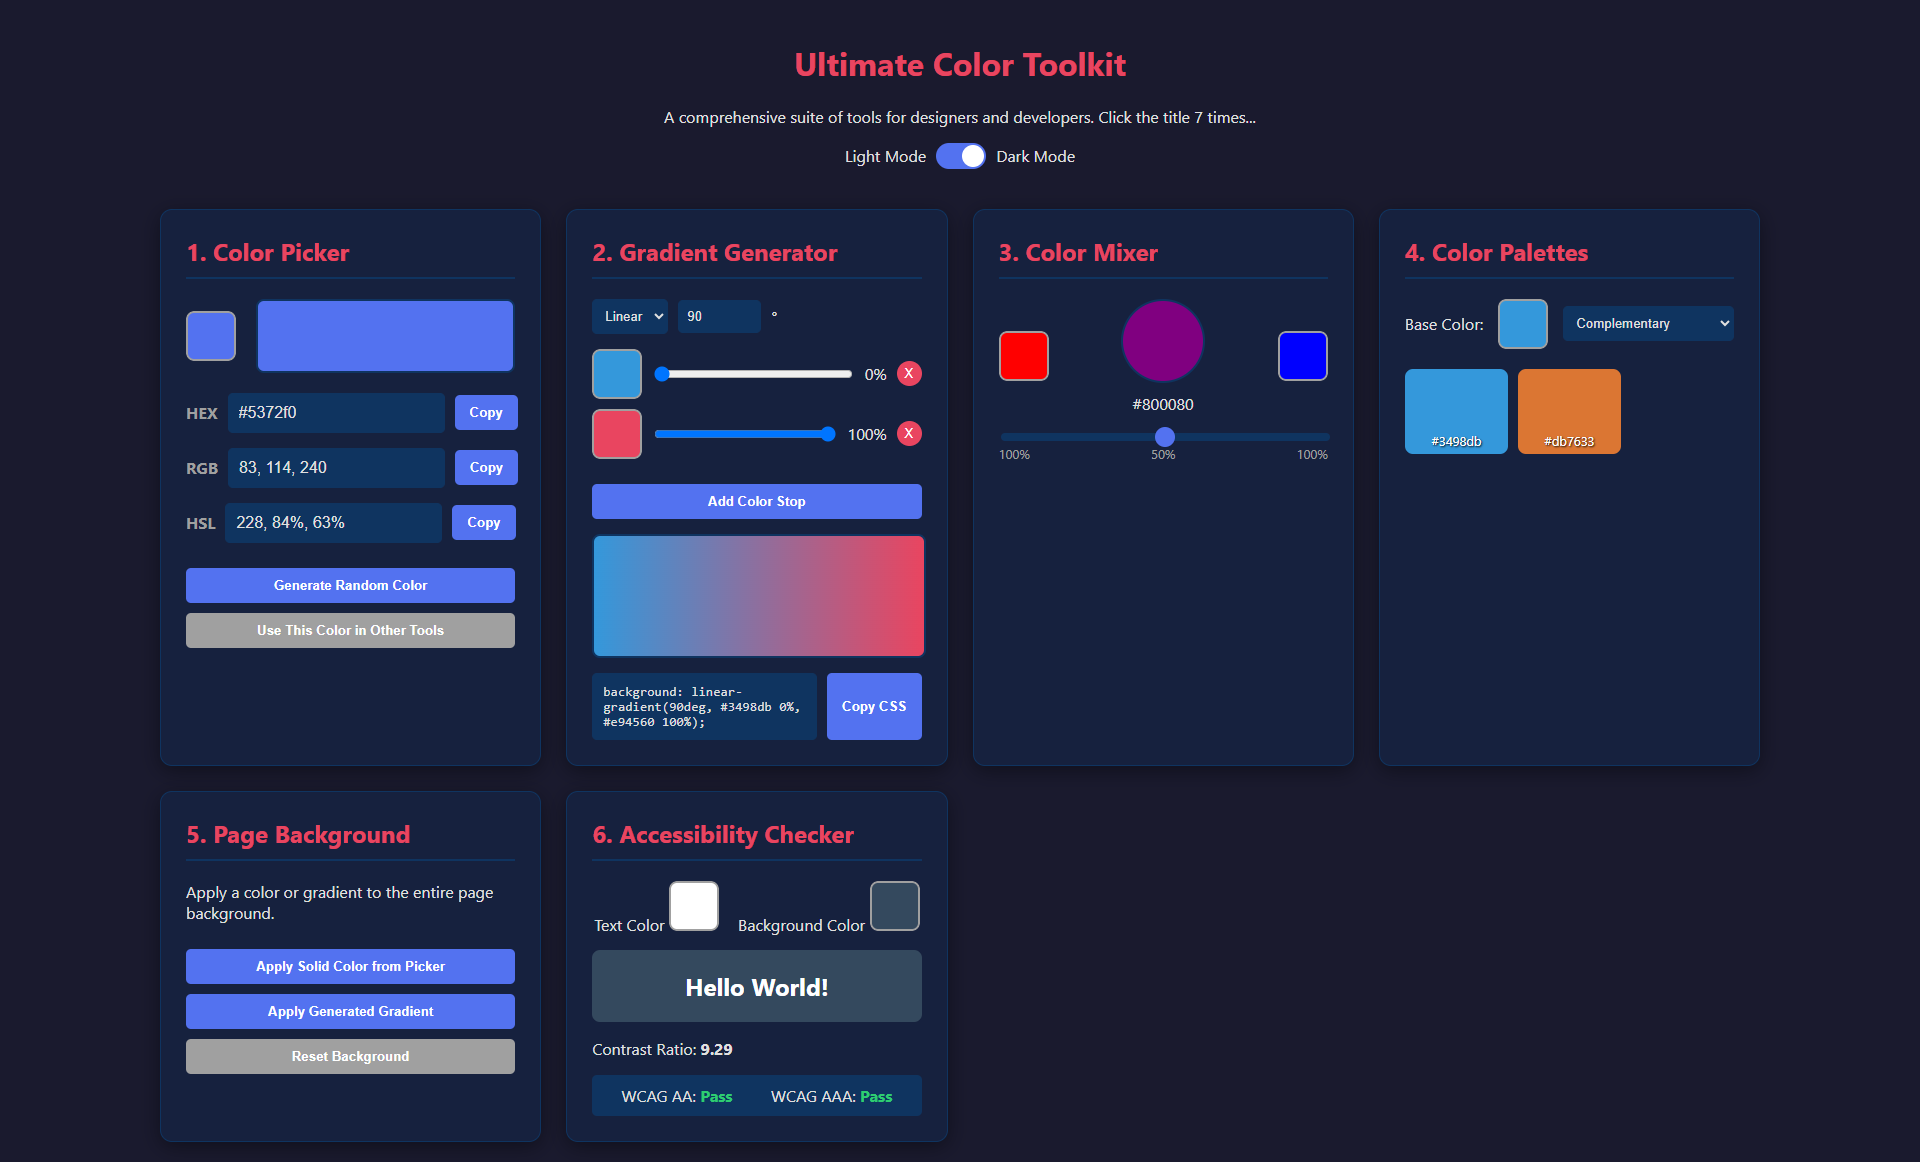 Ultimate Color Toolkit
A comprehensive suite of tools for designers and developers. Click the title 7 times...
Light Mode Dark Mode
1. Color Picker
HEX #5372f0 Copy
RGB 83, 114, 240 Copy
HSL 228, 84%, 63% Copy
Generate Random Color
Use This Color in Other Tools
2. Gradient Generator
Linear 90 °
0% X
100% X
Add Color Stop
background: linear-
gradient(90deg, #3498db 0%,
#e94560 100%);
Copy CSS
3. Color Mixer
#800080
100% 50% 100%
4. Color Palettes
Base Color: Complementary
#3498db #db7633
5. Page Background
Apply a color or gradient to the entire page
background.
Apply Solid Color from Picker
Apply Generated Gradient
Reset Background
6. Accessibility Checker
Text Color Background Color
Hello World!
Contrast Ratio: 9.29
WCAG AA: Pass WCAG AAA: Pass